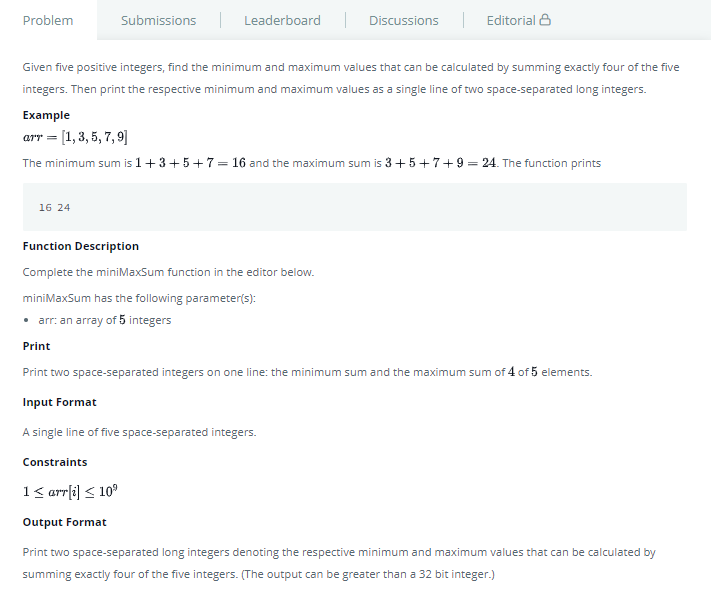 Problem Submissions Leaderboard Discussions Editorial
Given five positive integers, find the minimum and maximum values that can be calculated by summing exactly four of the five
integers. Then print the respective minimum and maximum values as a single line of two space-separated long integers.
Example
arr = [1, 3, 5, 7, 9]
The minimum sum is 1 + 3 + 5 + 7 = 16 and the maximum sum is 3 + 5 + 7 + 9 = 24. The function prints
16 24
Function Description
Complete the miniMaxSum function in the editor below.
miniMaxSum has the following parameter(s):
• arr: an array of 5 integers
Print
Print two space-separated integers on one line: the minimum sum and the maximum sum of 4 of 5 elements.
Input Format
A single line of five space-separated integers.
Constraints
1 ≤ arr[i] ≤ 10⁹
Output Format
Print two space-separated long integers denoting the respective minimum and maximum values that can be calculated by
summing exactly four of the five integers. (The output can be greater than a 32 bit integer.)